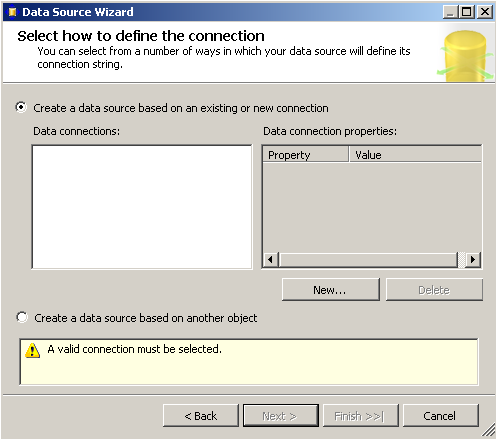 Data Source Wizard
Select how to define the connection
You can select from a number of ways in which your data source will define its
connection string.
Create a data source based on an existing or new connection
Data connections:
Data connection properties:
Property
Value
New...
Delete
Create a data source based on another object
A valid connection must be selected.
< Back
Next >
Finish >>|
Cancel